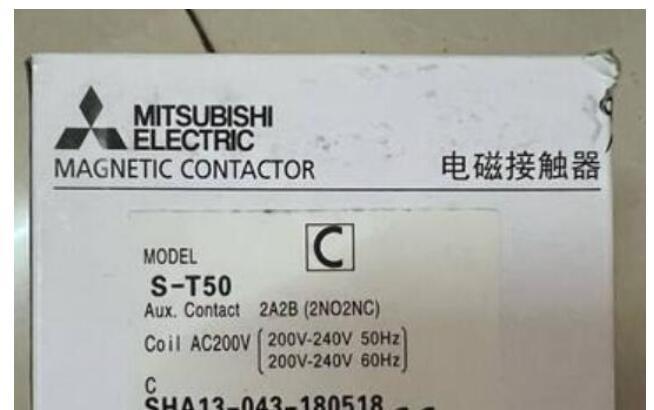 MITSUBISHI
ELECTRIC
MAGNETIC CONTACTOR 电磁接触器
C
MODEL
S-T50
Aux. Contact 2A2B (2NO2NC)
Coil AC200V 200V-240V 50Hz
200V-240V 60Hz
C
SHA13-043-180518